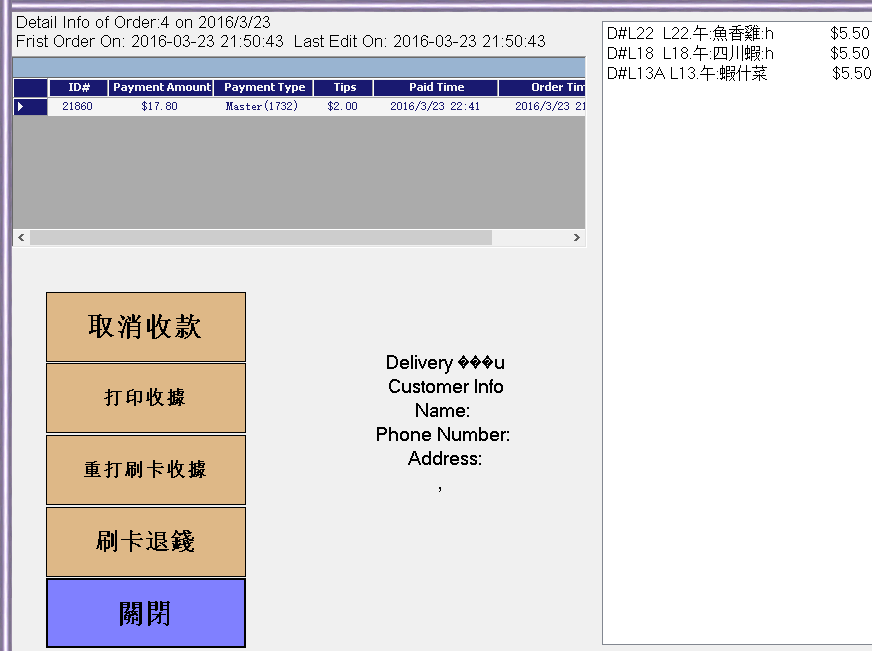 Detail Info of Order:4 on 2016/3/23
Frist Order On: 2016-03-23 21:50:43  Last Edit On: 2016-03-23 21:50:43
ID# Payment Amount Payment Type Tips Paid Time Order Tim
21860 $17.80 Master(1732) $2.00 2016/3/23 22:41 2016/3/23 21
D#L22 L22.午:魚香雞:h $5.50
D#L18 L18.午:四川蝦:h $5.50
D#L13A L13.午:蝦什菜 $5.50
取消收款
打印收據
重打刷卡收據
刷卡退錢
關閉
Delivery ���u
Customer Info
Name:
Phone Number:
Address:
,